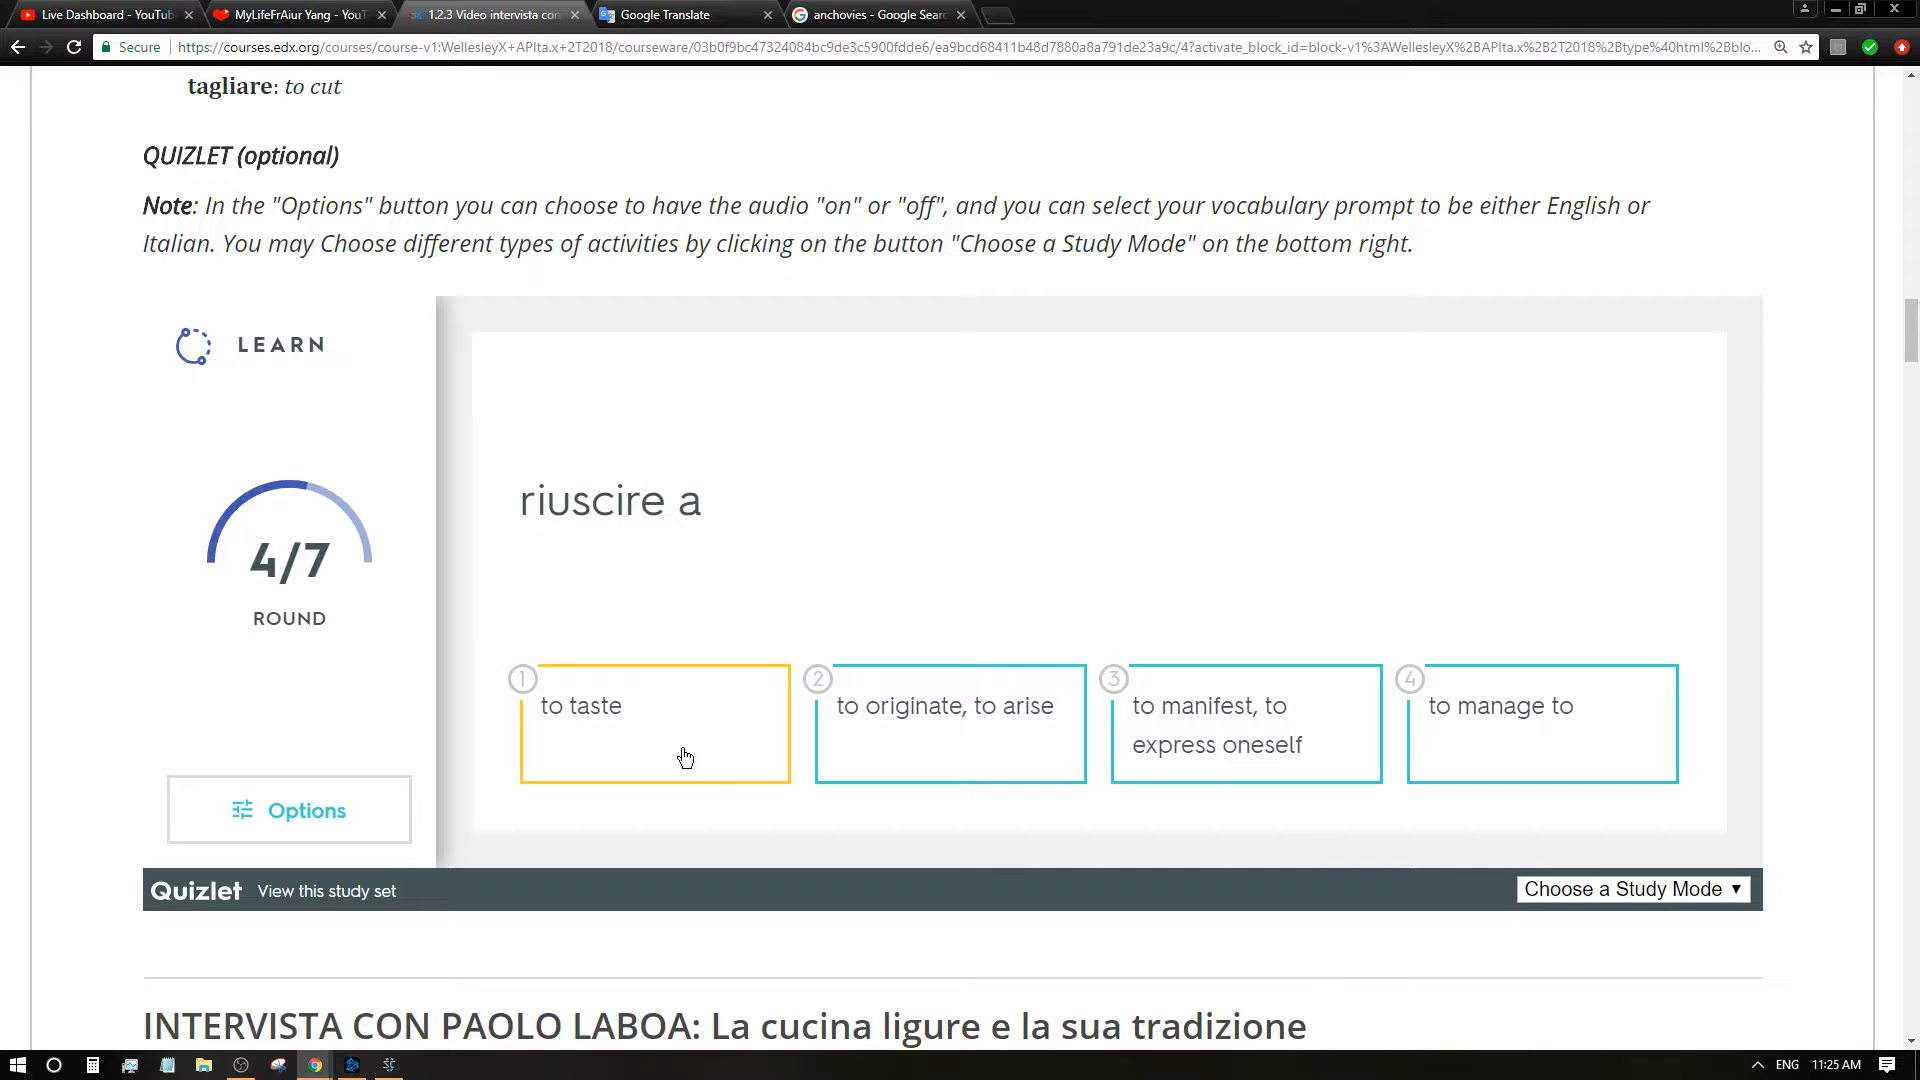 Live Dashboard - YouTub
MyLifeFrAiur Yang - YouT
1.2.3 Video intervista con
Google Translate
anchovies - Google Searc
Secure
https://courses.edx.org/courses/course-v1:WellesleyX+APIta.x+2T2018/courseware/03b0f9bc47324084bc9de3c5900fdde6/ea9bcd68411b48d7880a8a791de23a9c/4?activate_block_id=block-v1%3AWellesleyX%2BAPIta.x%2B2T2018%2Btype%40html%2Bblo...
tagliare: to cut
QUIZLET (optional)
Note: In the "Options" button you can choose to have the audio "on" or "off", and you can select your vocabulary prompt to be either English or
Italian. You may Choose different types of activities by clicking on the button "Choose a Study Mode" on the bottom right.
LEARN
4/7
ROUND
Options
riuscire a
1
to taste
2
to originate, to arise
3
to manifest, to
express oneself
4
to manage to
Quizlet
View this study set
Choose a Study Mode
INTERVISTA CON PAOLO LABOA: La cucina ligure e la sua tradizione
ENG
11:25 AM